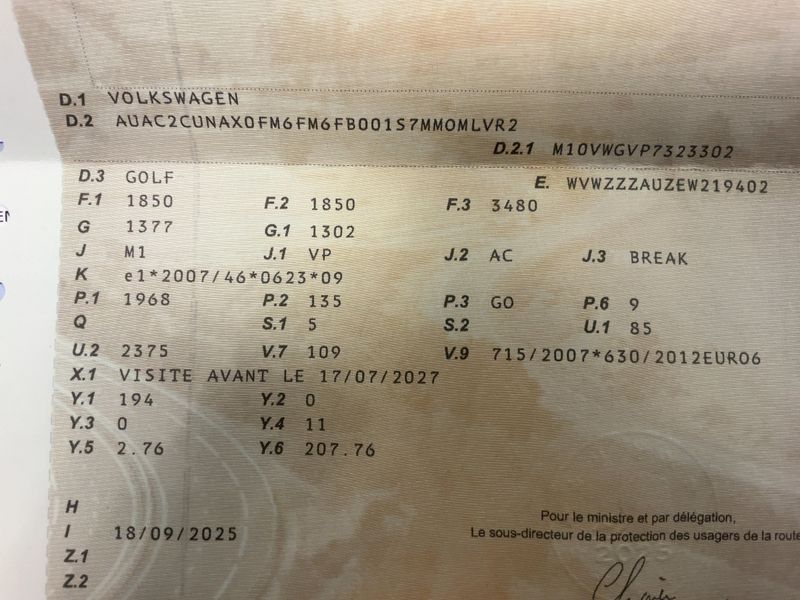 D.1 VOLKSWAGEN
D.2 AUAC2CUNAX0FM6FM6FB001S7MMOMLVR2
D.2.1 M10VWGVP7323302
D.3 GOLF E. WVWZZZAUZEW219402
F.1 1850 F.2 1850 F.3 3480
G 1377 G.1 1302
J M1 J.1 VP J.2 AC J.3 BREAK
K e1*2007/46*0623*09
P.1 1968 P.2 135 P.3 GO P.6 9
Q S.1 5 S.2 U.1 85
U.2 2375 V.7 109 V.9 715/2007*630/2012EURO6
X.1 VISITE AVANT LE 17/07/2027
Y.1 194 Y.2 0
Y.3 0 Y.4 11
Y.5 2.76 Y.6 207.76
H
I 18/09/2025
Z.1
Z.2
Pour le ministre et par délégation,
Le sous-directeur de la protection des usagers de la route